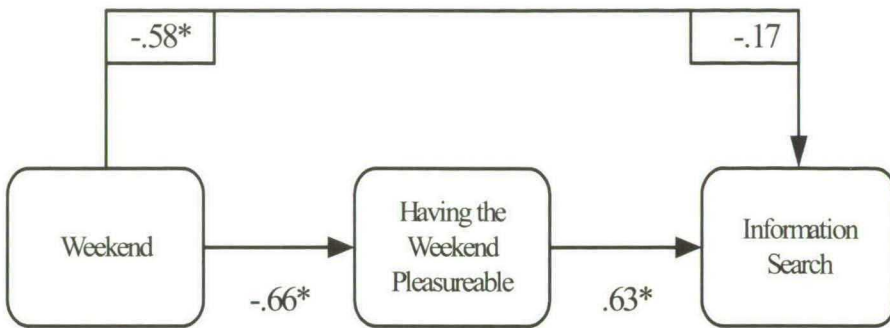 -.58*
-.17
Weekend
Having the
Weekend
Pleasureable
Information
Search
-.66*
.63*